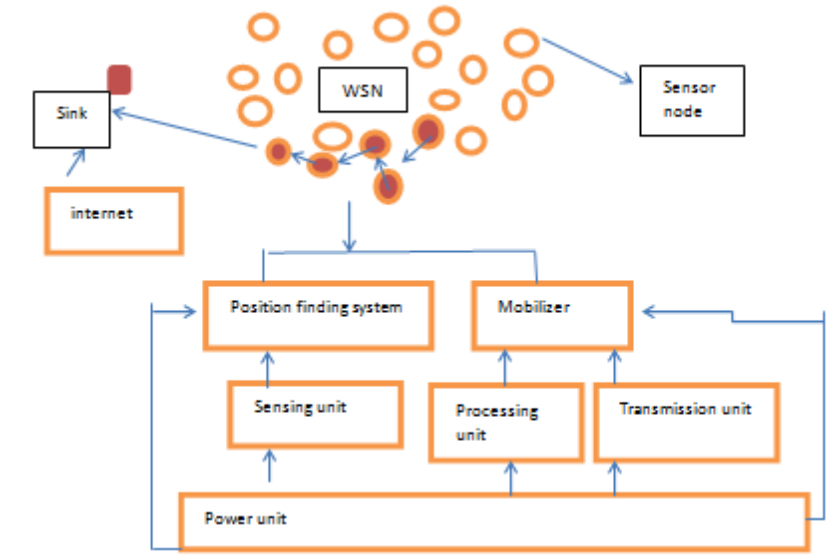 WSN
Sensor
node
Sink
internet
Position finding system
Mobilizer
Sensing unit
Processing
unit
Transmission unit
Power unit